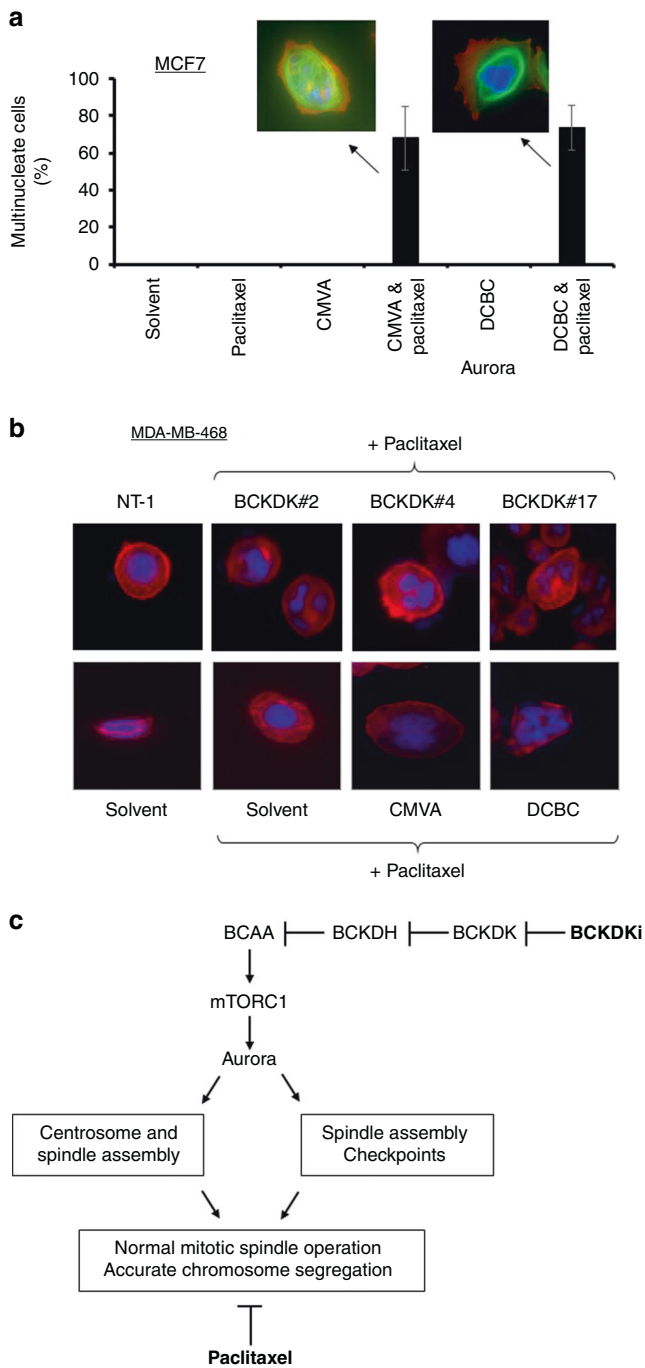 a
MCF7
Multinucleate cells
(%)
100
80
60
40
20
0
Solvent
Paclitaxel
CMVA
CMVA &
paclitaxel
DCBC
DCBC &
paclitaxel
Aurora
b
MDA-MB-468
+ Paclitaxel
NT-1 BCKDK#2 BCKDK#4 BCKDK#17
Solvent Solvent CMVA DCBC
+ Paclitaxel
c
BCAA BCKDH BCKDK BCKDKi
mTORC1
Aurora
Centrosome and
spindle assembly
Spindle assembly
Checkpoints
Normal mitotic spindle operation
Accurate chromosome segregation
Paclitaxel